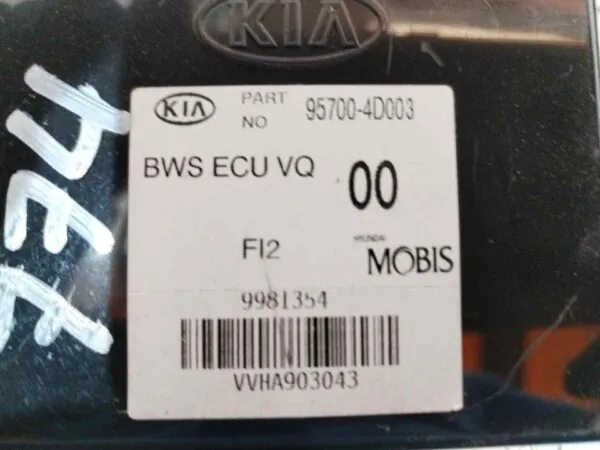 KIA
KIA PART NO 95700-4D003
BWS ECU VQ 00
FI2 HYUNDAI MOBIS
9981354
VVHA903043